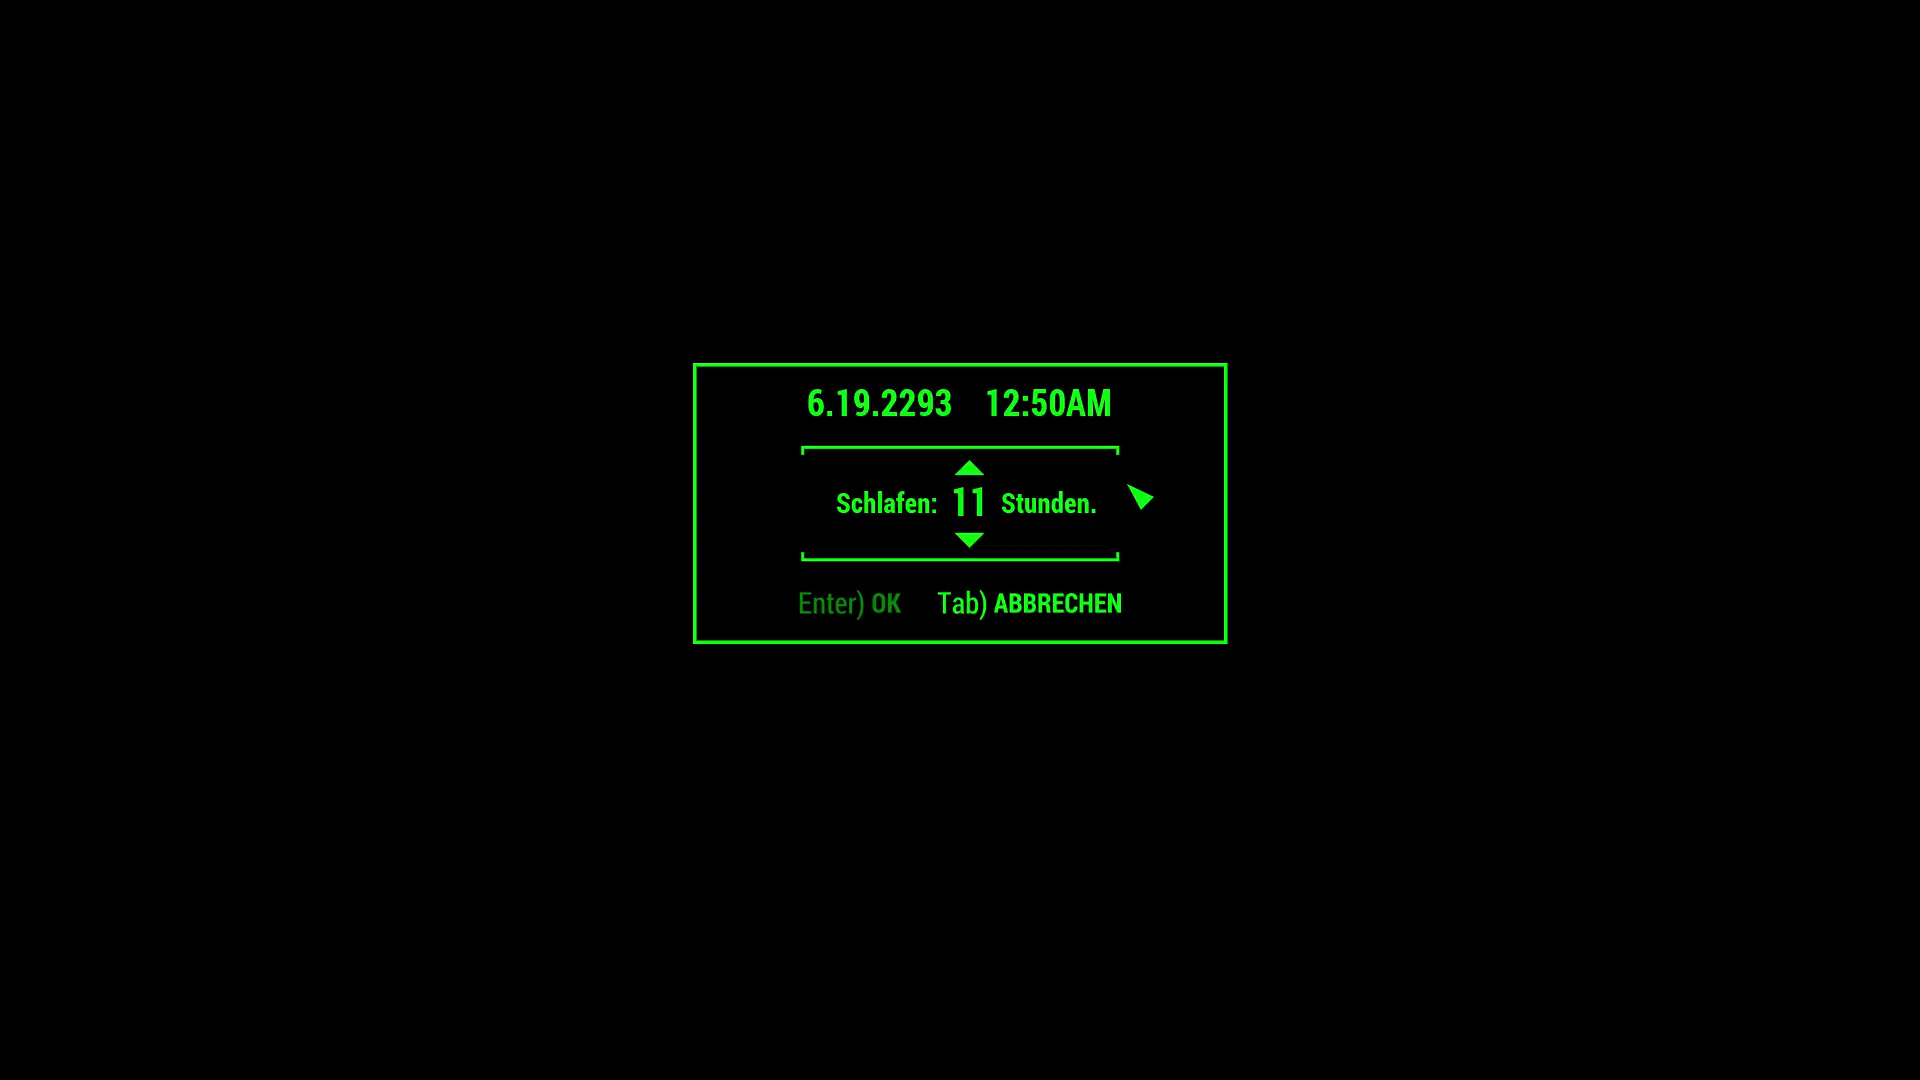 6.19.2293 12:50AM
Schlafen: 11 Stunden.
Enter) OK Tab) ABBRECHEN